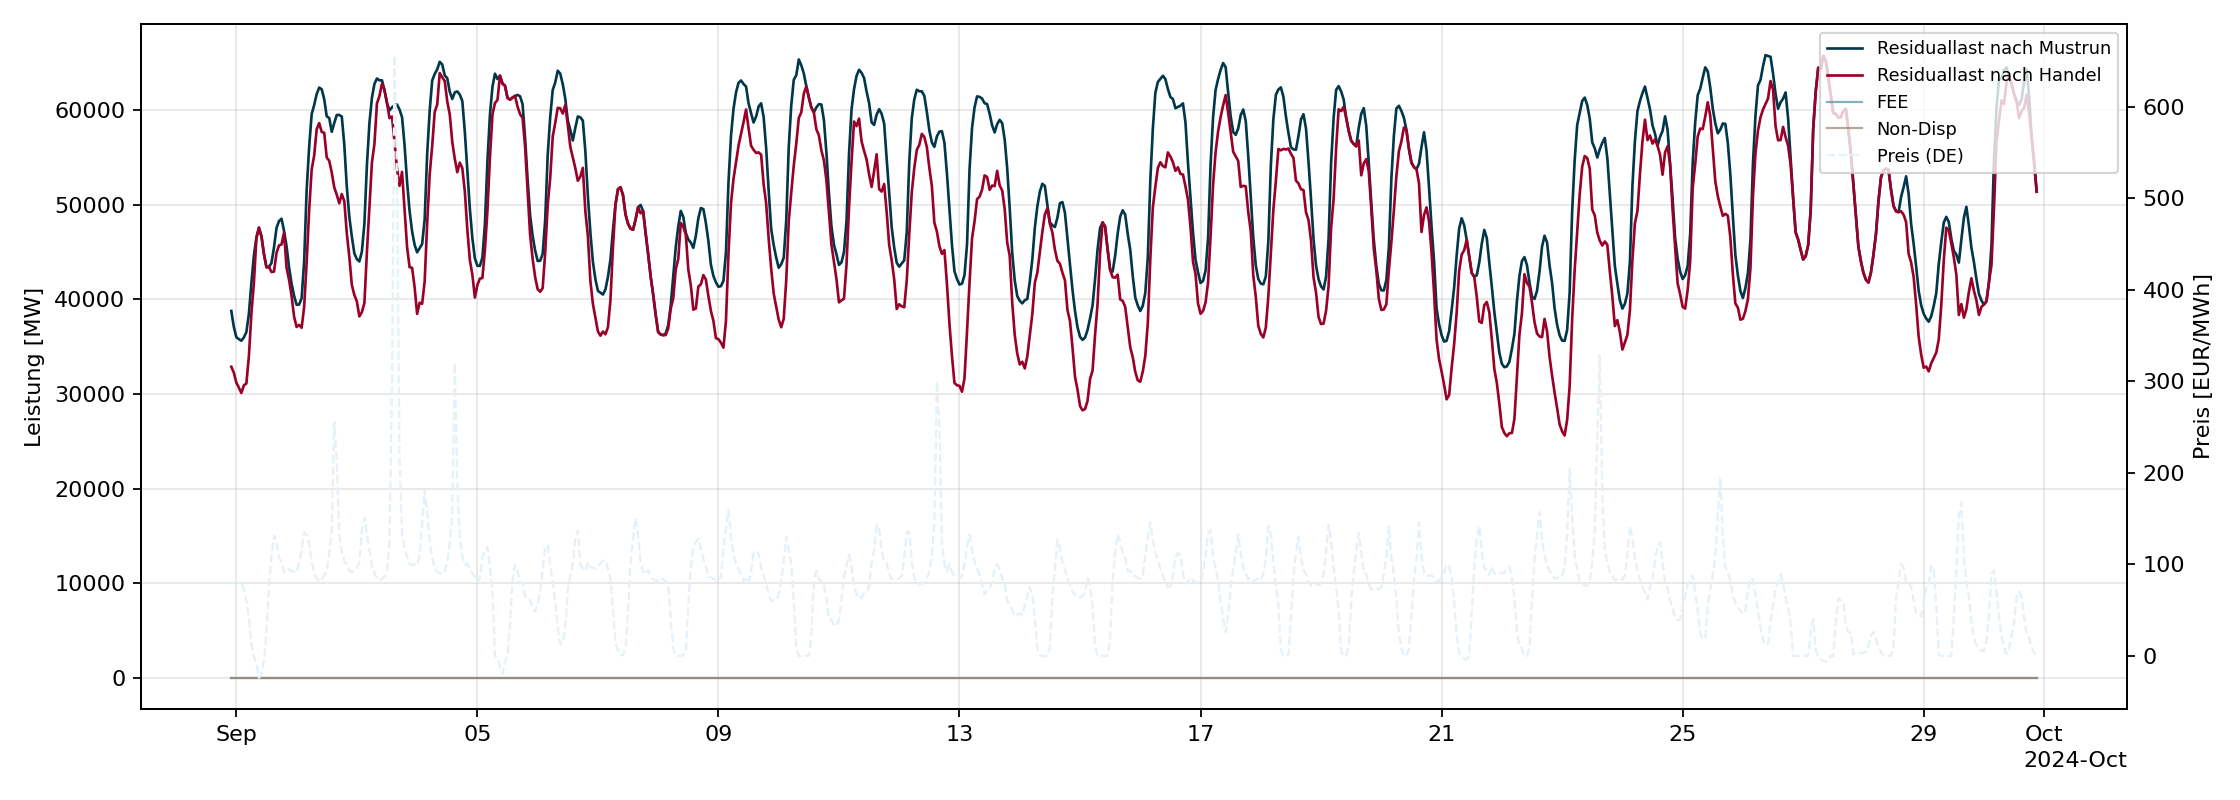 Leistung [MW]
60000
50000
40000
30000
20000
10000
0
Residuallast nach Mustrun
Residuallast nach Handel
FEE
Non-Disp
Preis (DE)
600
500
400
300
200
100
0
Preis [EUR/MWh]
Sep 05 09 13 17 21 25 29 Oct
2024-Oct